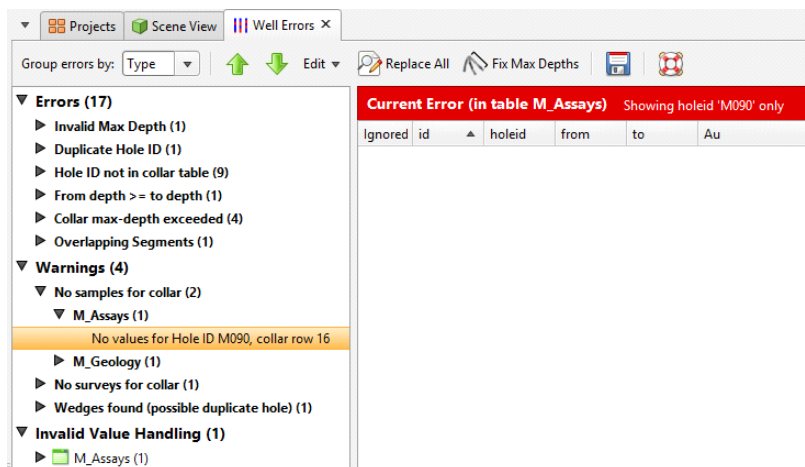 Projects Scene View Well Errors ×
Group errors by: Type Edit Replace All Fix Max Depths
Errors (17)
Invalid Max Depth (1)
Duplicate Hole ID (1)
Hole ID not in collar table (9)
From depth >= to depth (1)
Collar max-depth exceeded (4)
Overlapping Segments (1)
Warnings (4)
No samples for collar (2)
M_Assays (1)
No values for Hole ID M090, collar row 16
M_Geology (1)
No surveys for collar (1)
Wedges found (possible duplicate hole) (1)
Invalid Value Handling (1)
M_Assays (1)
Current Error (in table M_Assays) Showing holeid 'M090' only
Ignored id holeid from to Au